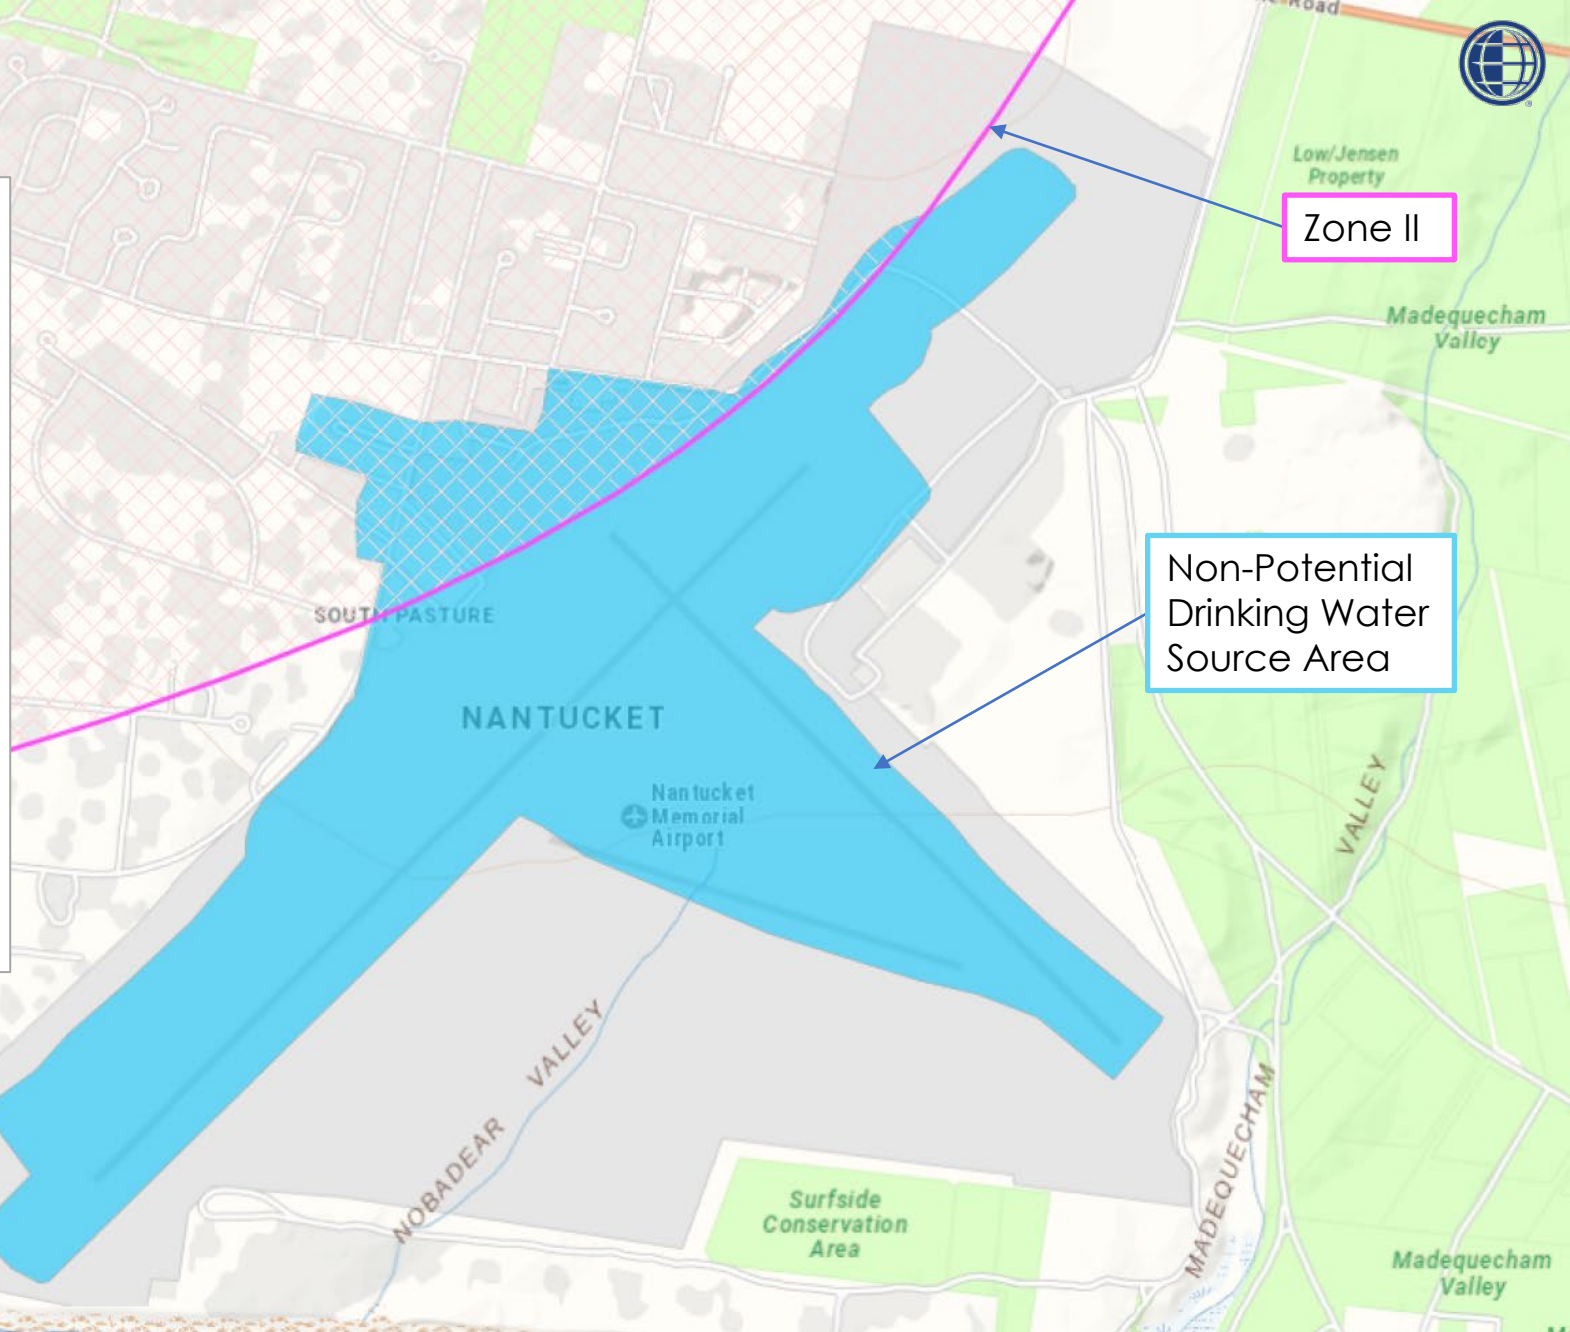 Road
Low/Jensen
Property
Zone II
Madequecham
Valley
Non-Potential
Drinking Water
Source Area
SOUTH PASTURE
NANTUCKET
Nantucket
Memorial
Airport
VALLEY
NOBADEER VALLEY
MADEQUECHAM
Surfside
Conservation
Area
Madequecham
Valley